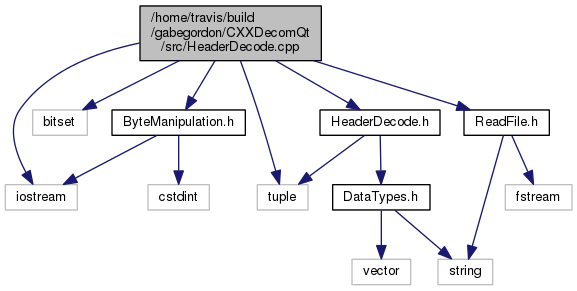 /home/travis/build
/gabegordon/CXXDecomQt
/src/HeaderDecode.cpp
bitset
ByteManipulation.h
HeaderDecode.h
ReadFile.h
iostream
cstdint
tuple
DataTypes.h
fstream
vector
string